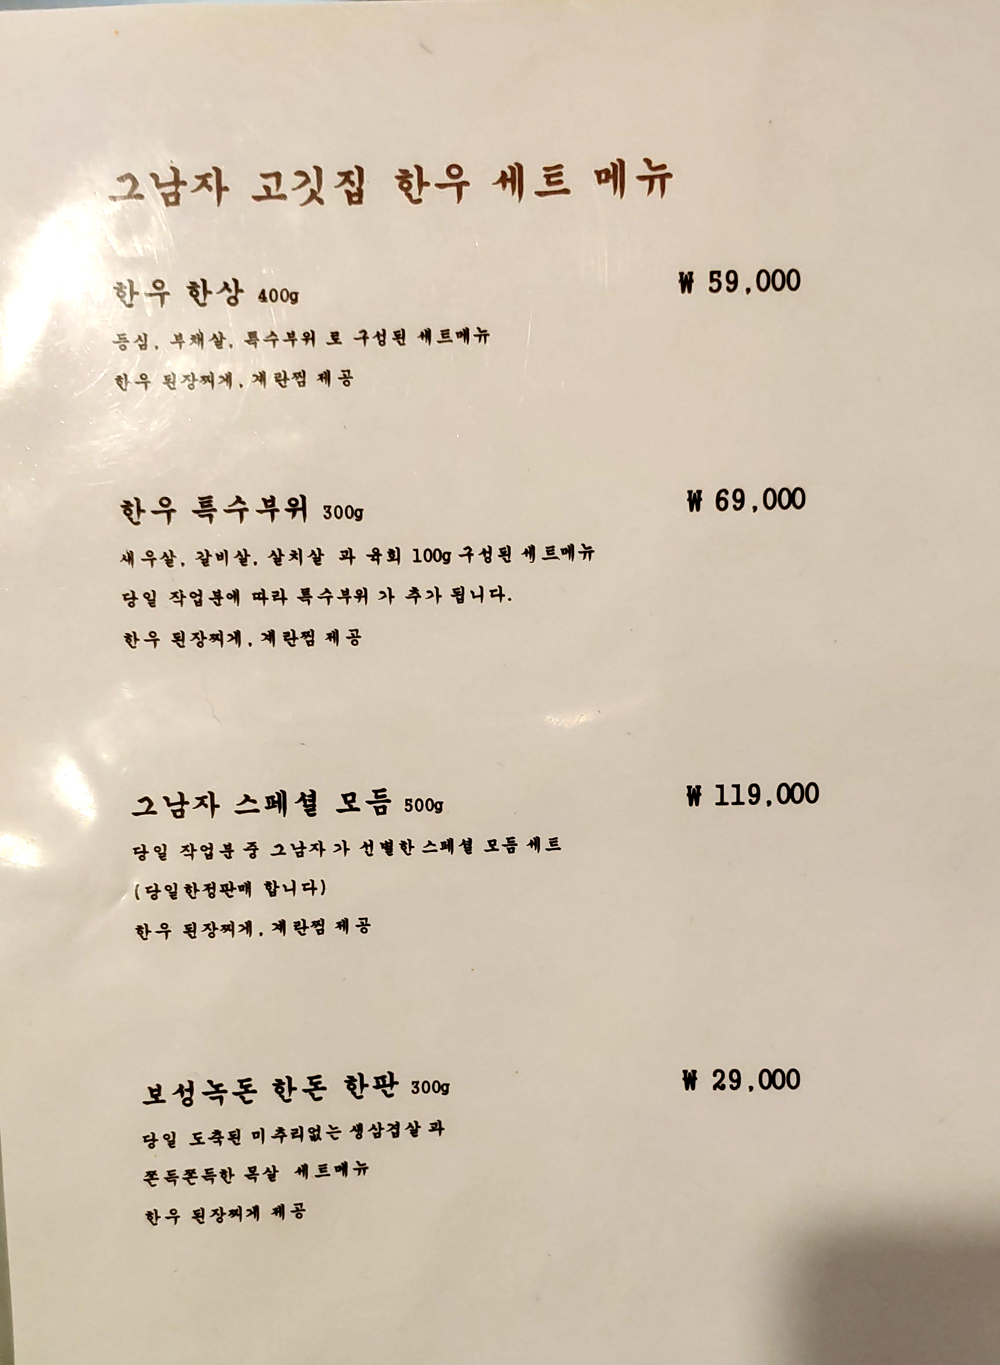 그남자 고깃집 한우 세트 메뉴
한우 한상 400g ₩ 59,000
등심, 부채살, 특수부위 로 구성된 세트메뉴
한우 된장찌개, 계란찜 제공
한우 특수부위 300g ₩ 69,000
새우살, 갈비살, 살치살 과 육회 100g 구성된 세트메뉴
당일 작업분에 따라 특수부위 가 추가 됩니다.
한우 된장찌개, 계란찜 제공
그남자 스페셜 모듬 500g ₩ 119,000
당일 작업분 중 그남자가 선별한 스페셜 모듬 세트
(당일한정판매 합니다)
한우 된장찌개, 계란찜 제공
보성녹돈 한돈 한판 300g ₩ 29,000
당일 도축된 미추리없는 생삼겹살 과
쫀득쫀득한 목살 세트메뉴
한우 된장찌개 제공